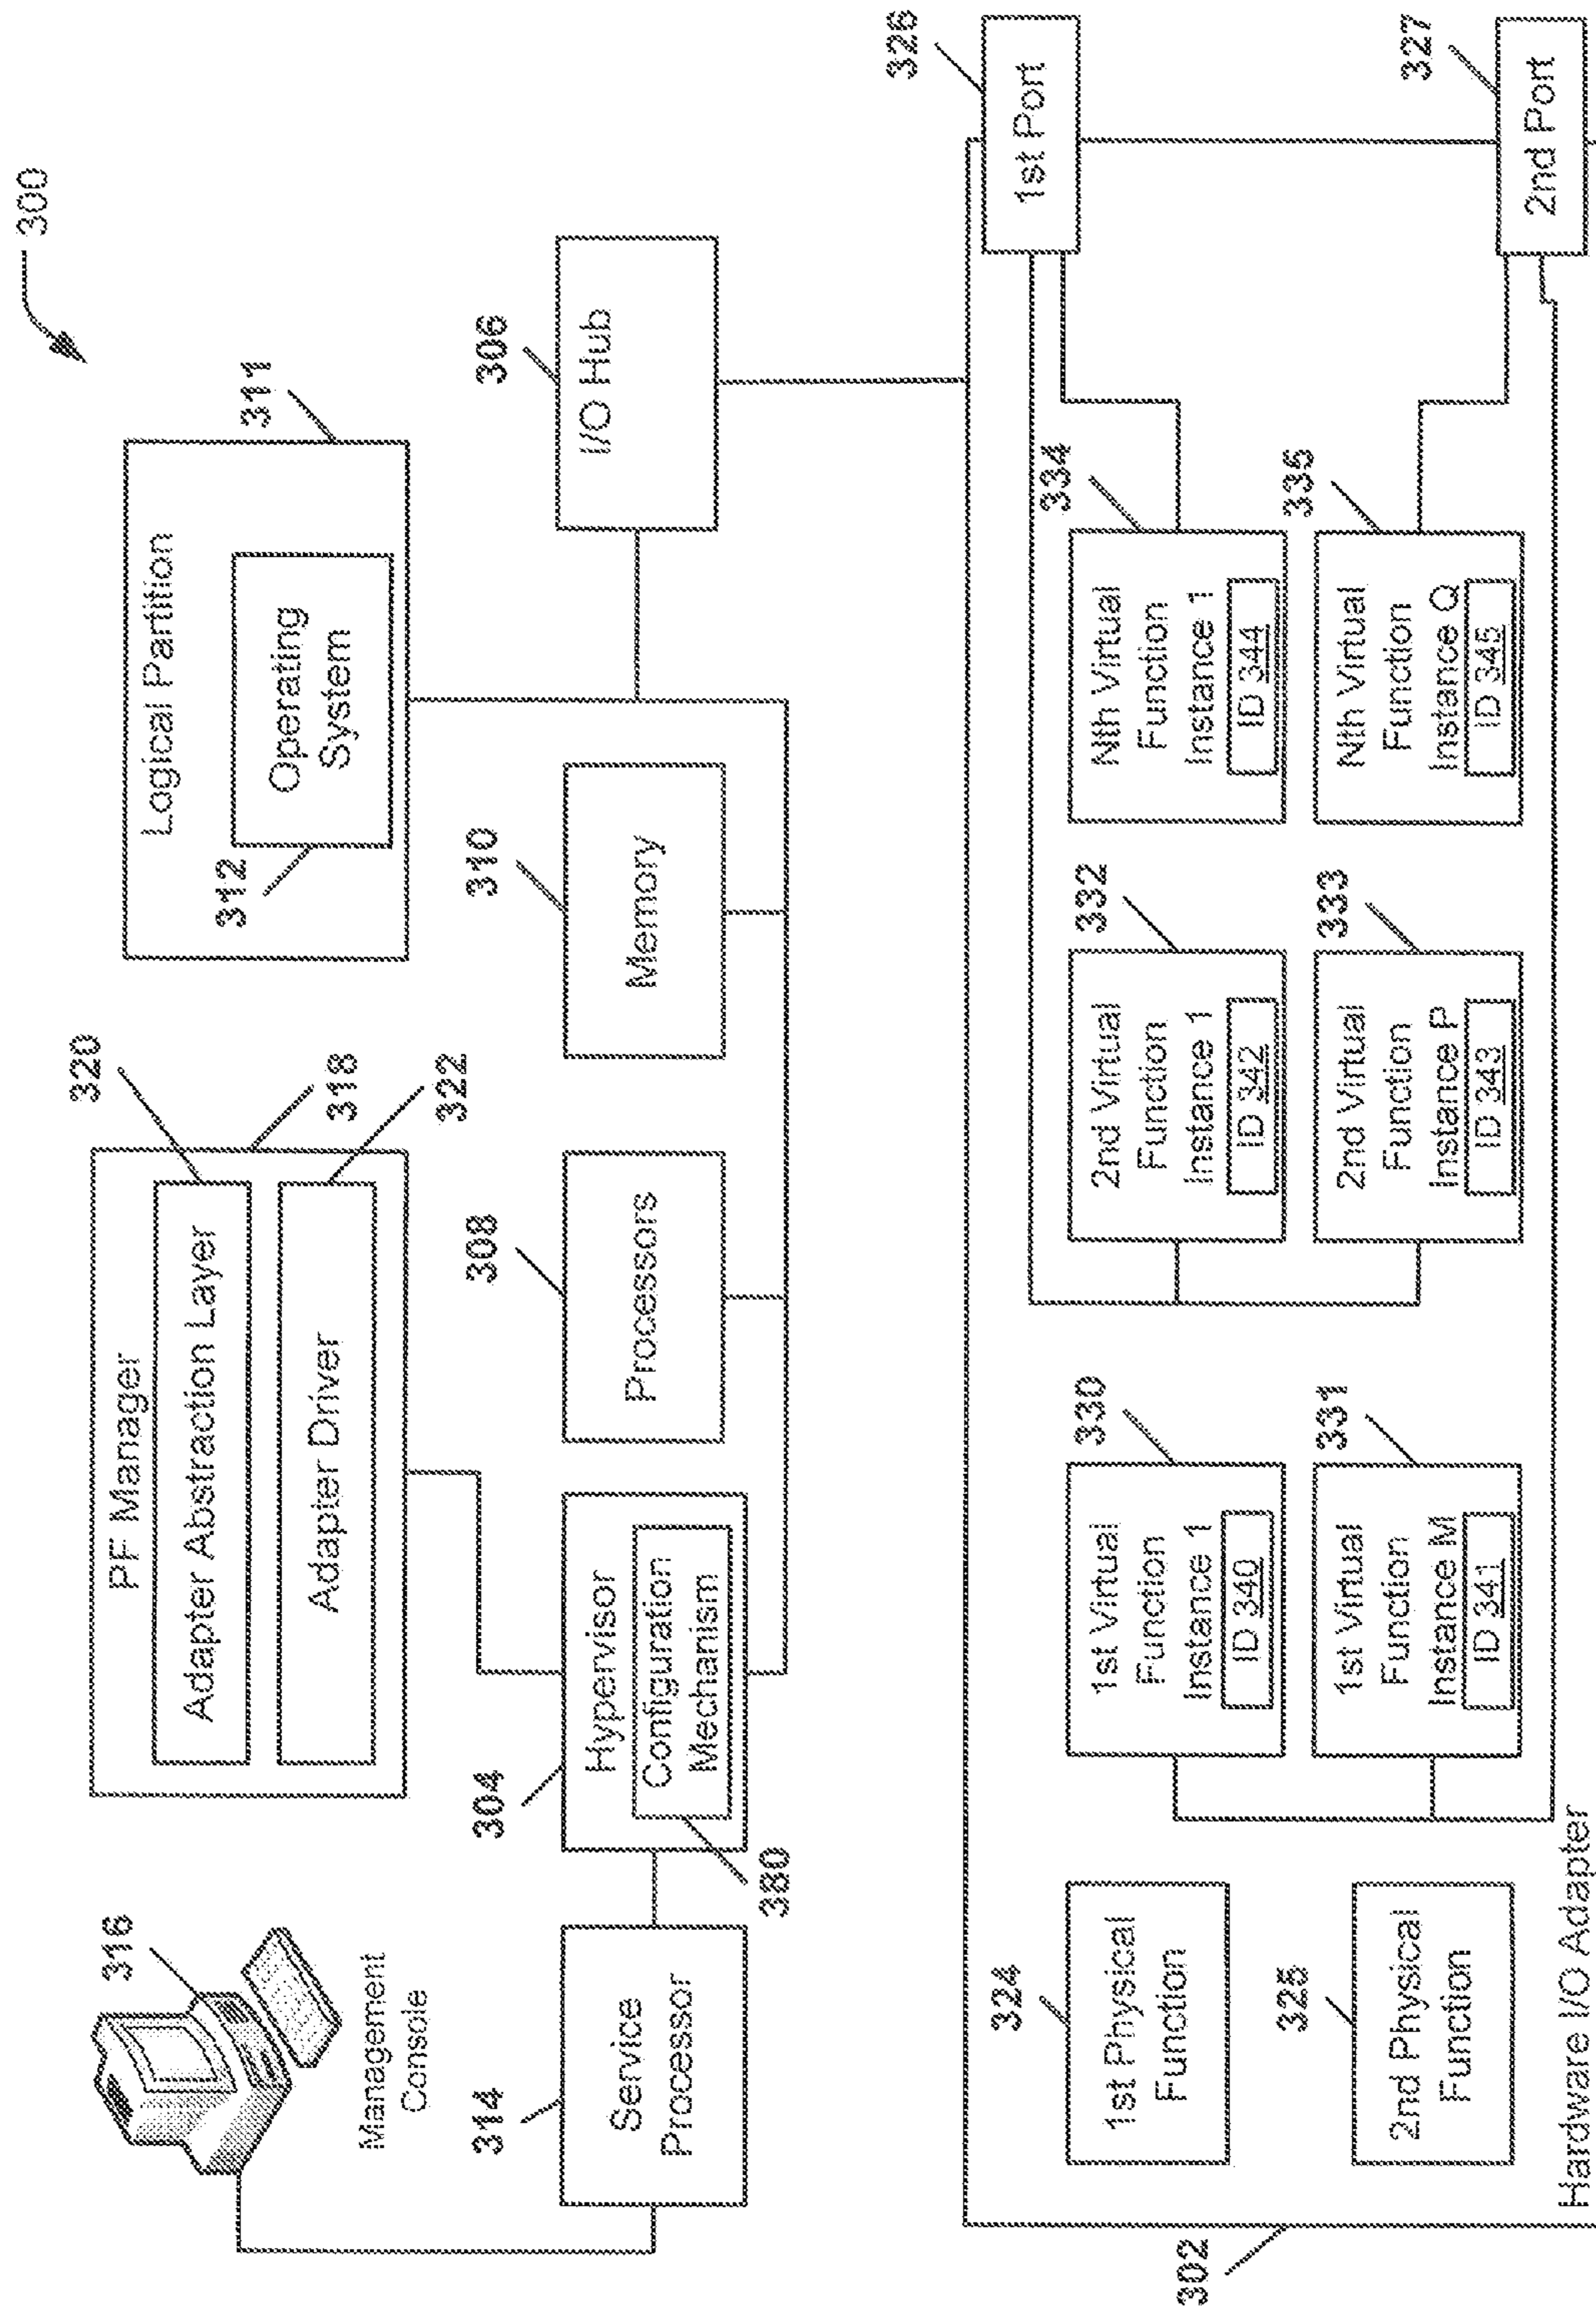 300
316
Management
Console
314
Service
Processor
PF Manager
320
Adapter Abstraction Layer
318
Adapter Driver
322
304
Hypervisor
Configuration
Mechanism
380
308
Processors
310
Memory
Logical Partition
311
Operating
System
312
306
I/O Hub
302
324
1st Physical
Function
325
2nd Physical
Function
330
1st Virtual
Function
Instance 1
ID 340
331
1st Virtual
Function
Instance M
ID 341
332
2nd Virtual
Function
Instance 1
ID 342
333
2nd Virtual
Function
Instance P
ID 343
334
Nth Virtual
Function
Instance 1
ID 344
335
Nth Virtual
Function
Instance Q
ID 345
326
1st Port
327
2nd Port
Hardware I/O Adapter